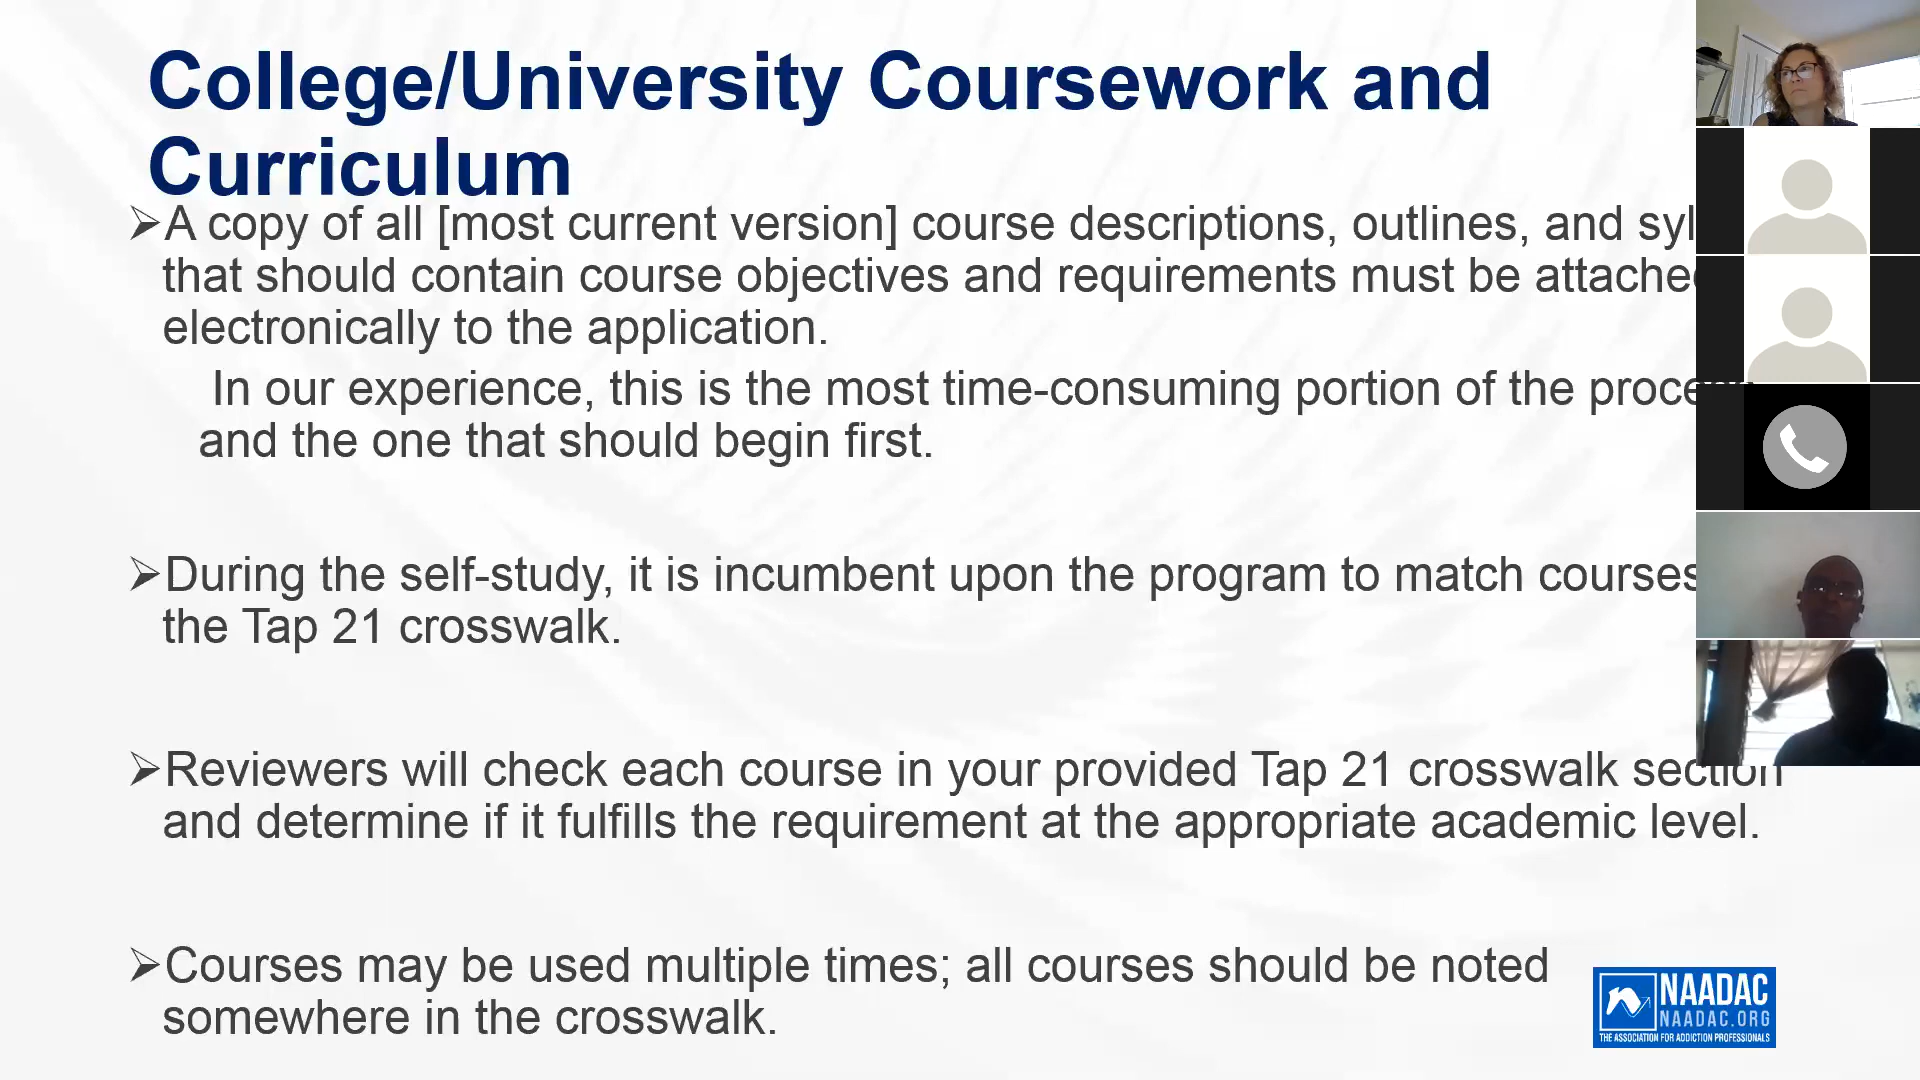 College/University Coursework and
Curriculum
➢A copy of all [most current version] course descriptions, outlines, and
that should contain course objectives and requirements must be
electronically to the application.
In our experience, this is the most time-consuming portion of the
and the one that should begin first.
➢During the self-study, it is incumbent upon the program to match courses
the Tap 21 crosswalk.
➢Reviewers will check each course in your provided Tap 21 crosswalk section
and determine if it fulfills the requirement at the appropriate academic level.
➢Courses may be used multiple times; all courses should be noted
somewhere in the crosswalk.
NAADAC
NAADAC.ORG
THE ASSOCIATION FOR ADDICTION PROFESSIONALS